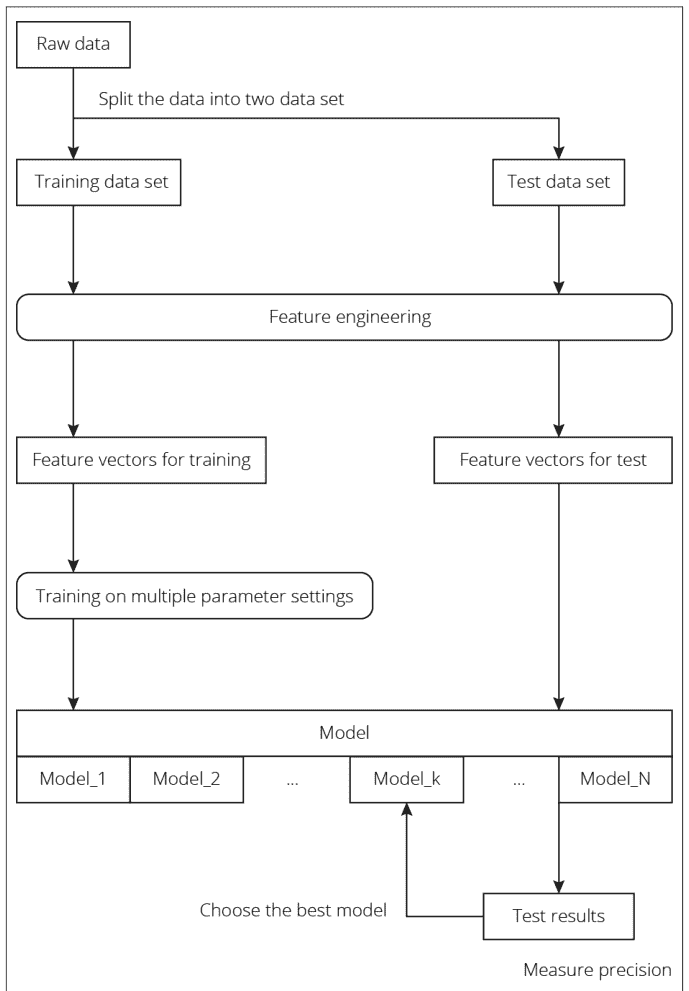 Raw data
Split the data into two data set
Training data set
Test data set
Feature engineering
Feature vectors for training
Feature vectors for test
Training on multiple parameter settings
Model
Model_1
Model_2
...
Model_k
...
Model_N
Choose the best model
Test results
Measure precision